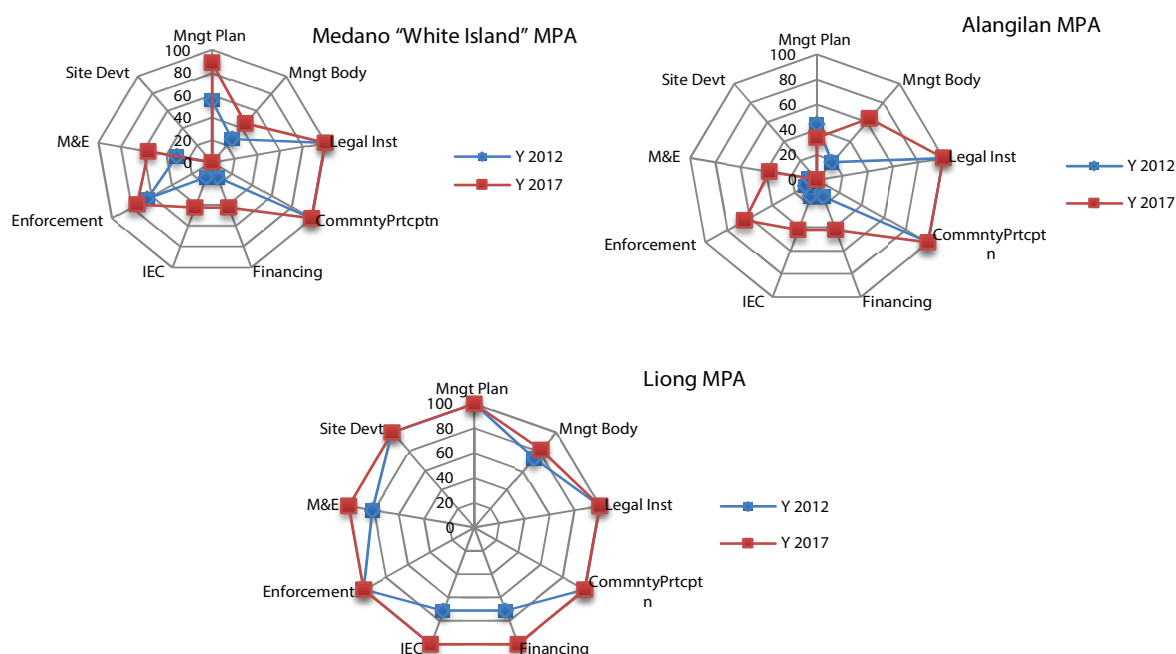 Medano “White Island” MPA
Mngt Plan
Mngt Body
Legal Inst
CommntyPrtcptn
Financing
IEC
Enforcement
M&E
Site Devt
100
80
60
40
20
0
Y 2012
Y 2017
Alangilan MPA
Mngt Plan
Mngt Body
Legal Inst
CommntyPrtcpt
n
Financing
IEC
Enforcement
M&E
Site Devt
100
80
60
40
20
0
Y 2012
Y 2017
Liong MPA
Mngt Plan
Mngt Body
Legal Inst
CommntyPrtcpt
n
Financing
IEC
Enforcement
M&E
Site Devt
100
80
60
40
20
0
Y 2012
Y 2017